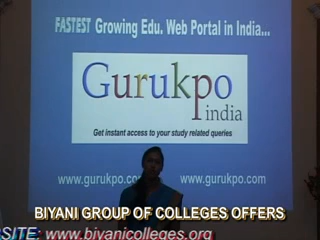 FASTEST Growing Edu. Web Portal in India...
Gurukpo
india
Get instant access to your study related queries
www.gurukpo.co
www.gurukpo.com
BIYANI GROUP OF COLLEGES OFFERS
SITE: www.biyanicolleges.org